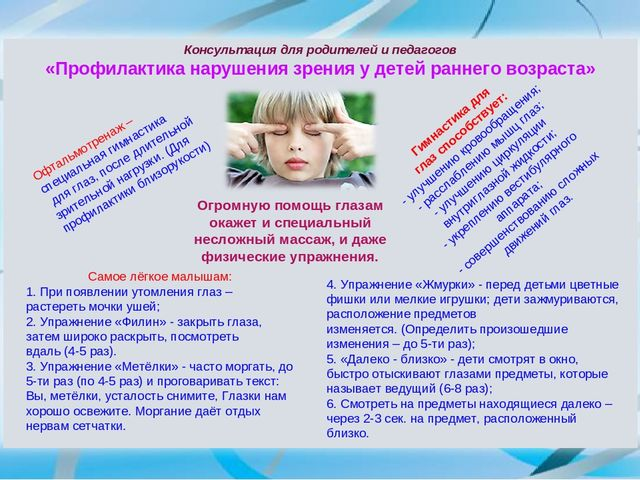 Консультация для родителей и педагогов
«Профилактика нарушения зрения у детей раннего возраста»
Офтальмотренаж –
специальная гимнастика
для глаз, после длительной
зрительной нагрузки. (Для
профилактики близорукости)
Гимнастика для
глаз способствует:
- улучшению кровообращения;
- расслаблению мышц глаз;
- улучшению циркуляции
внутриглазной жидкости;
- укреплению вестибулярного
аппарата;
- совершенствованию сложных
движений глаз.
Огромную помощь глазам
окажет и специальный
несложный массаж, и даже
физические упражнения.
Самое лёгкое малышам:
1. При появлении утомления глаз –
растереть мочки ушей;
2. Упражнение «Филин» - закрыть глаза,
затем широко раскрыть, посмотреть
вдаль (4-5 раз).
3. Упражнение «Метёлки» - часто моргать, до
5-ти раз (по 4-5 раз) и проговаривать текст:
Вы, метёлки, усталость снимите, Глазки нам
хорошо освежите. Моргание даёт отдых
нервам сетчатки.
4. Упражнение «Жмурки» - перед детьми цветные
фишки или мелкие игрушки; дети зажмуриваются,
расположение предметов
изменяется. (Определить произошедшие
изменения – до 5-ти раз);
5. «Далеко - близко» - дети смотрят в окно,
быстро отыскивают глазами предметы, которые
называет ведущий (6-8 раз);
6. Смотреть на предметы находящиеся далеко –
через 2-3 сек. на предмет, расположенный
близко.